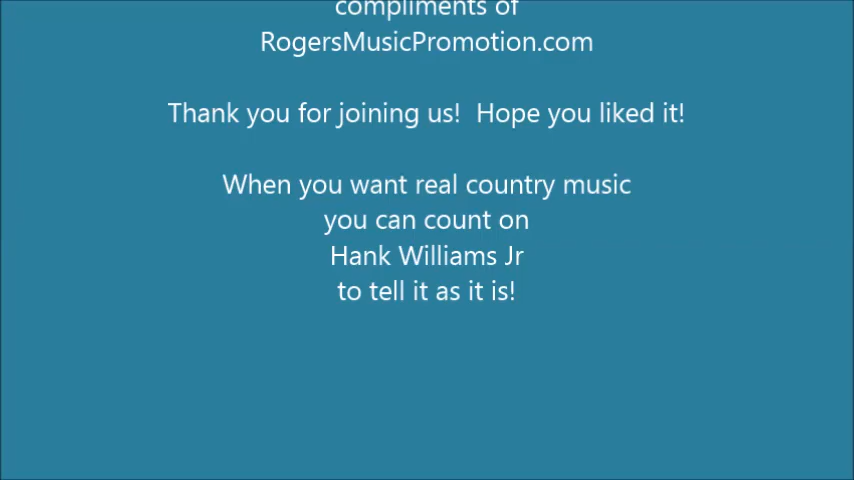 compliments of
RogersMusicPromotion.com
Thank you for joining us!  Hope you liked it!
When you want real country music
you can count on
Hank Williams Jr
to tell it as it is!